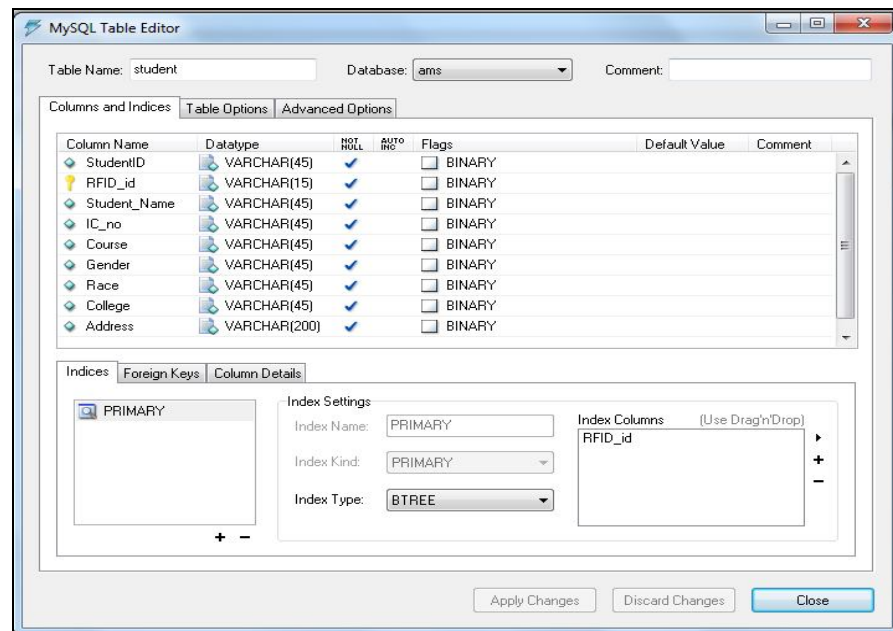 MySQL Table Editor
Table Name: student Database: ams Comment:
Columns and Indices Table Options Advanced Options
Column Name Datatype NOT NULL AUTO INC Flags Default Value Comment
StudentID VARCHAR(45) BINARY
RFID_id VARCHAR(15) BINARY
Student_Name VARCHAR(45) BINARY
IC_no VARCHAR(45) BINARY
Course VARCHAR(45) BINARY
Gender VARCHAR(45) BINARY
Race VARCHAR(45) BINARY
College VARCHAR(45) BINARY
Address VARCHAR(200) BINARY
Indices Foreign Keys Column Details
PRIMARY
Index Settings
Index Name: PRIMARY
Index Kind: PRIMARY
Index Type: BTREE
Index Columns (Use Drag'n'Drop)
RFID_id
Apply Changes Discard Changes Close